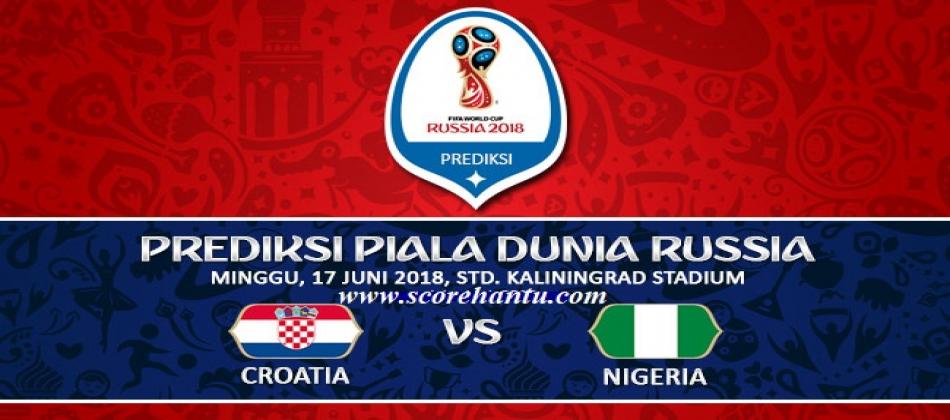 FIFA WORLD CUP
RUSSIA 2018
PREDIKSI
PREDIKSI PIALA DUNIA RUSSIA
MINGGU, 17 JUNI 2018, STD. KALININGRAD STADIUM
www.scorehantu.com
VS
CROATIA
NIGERIA